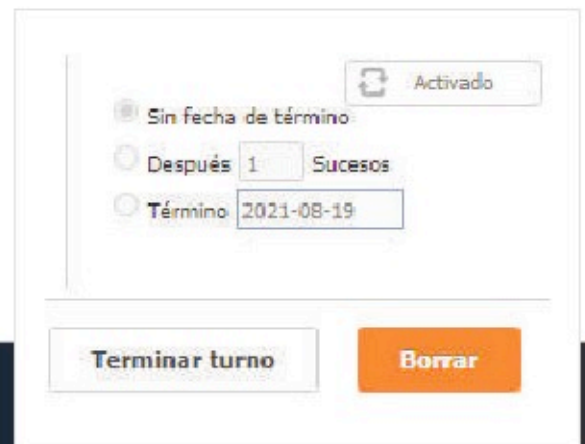 Activado
Sin fecha de término
Después 1 Sucesos
Término 2021-08-19
Terminar turno Borrar